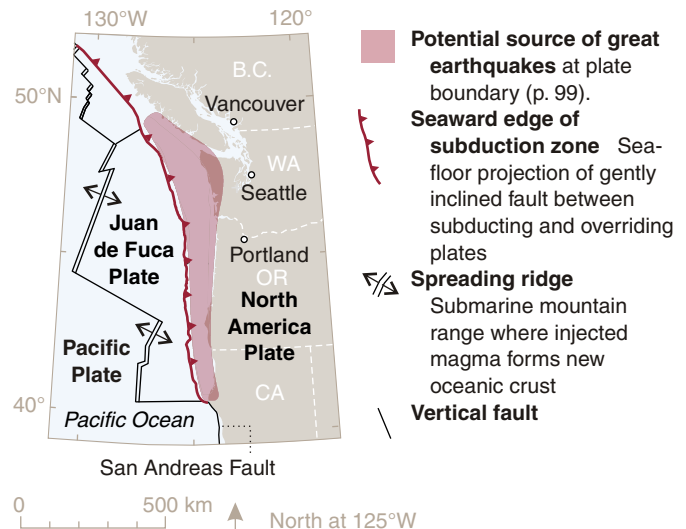 130°W
120°
50°N
B.C.
Vancouver
WA
Seattle
Juan
de Fuca
Plate
Portland
OR
North
America
Plate
Pacific
Plate
CA
40°
Pacific Ocean
San Andreas Fault
0
500 km
North at 125°W
Potential source of great
earthquakes at plate
boundary (p. 99).
Seaward edge of
subduction zone Sea-
floor projection of gently
inclined fault between
subducting and overriding
plates
Spreading ridge
Submarine mountain
range where injected
magma forms new
oceanic crust
Vertical fault